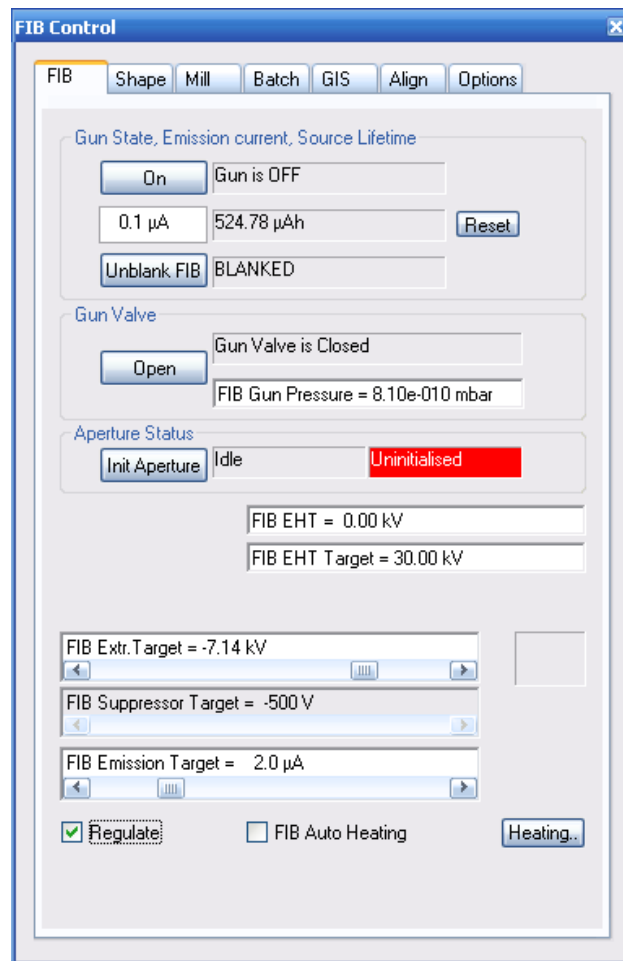 FIB Control
FIB Shape Mill Batch GIS Align Options
Gun State, Emission current, Source Lifetime
On Gun is OFF
0.1 µA 524.78 µAh Reset
Unblank FIB BLANKED
Gun Valve
Gun Valve is Closed
Open
FIB Gun Pressure = 8.10e-010 mbar
Aperture Status
Init Aperture Idle Uninitialised
FIB EHT = 0.00 kV
FIB EHT Target = 30.00 kV
FIB Extr.Target = -7.14 kV
FIB Suppressor Target = -500 V
FIB Emission Target = 2.0 µA
Regulate FIB Auto Heating Heating..